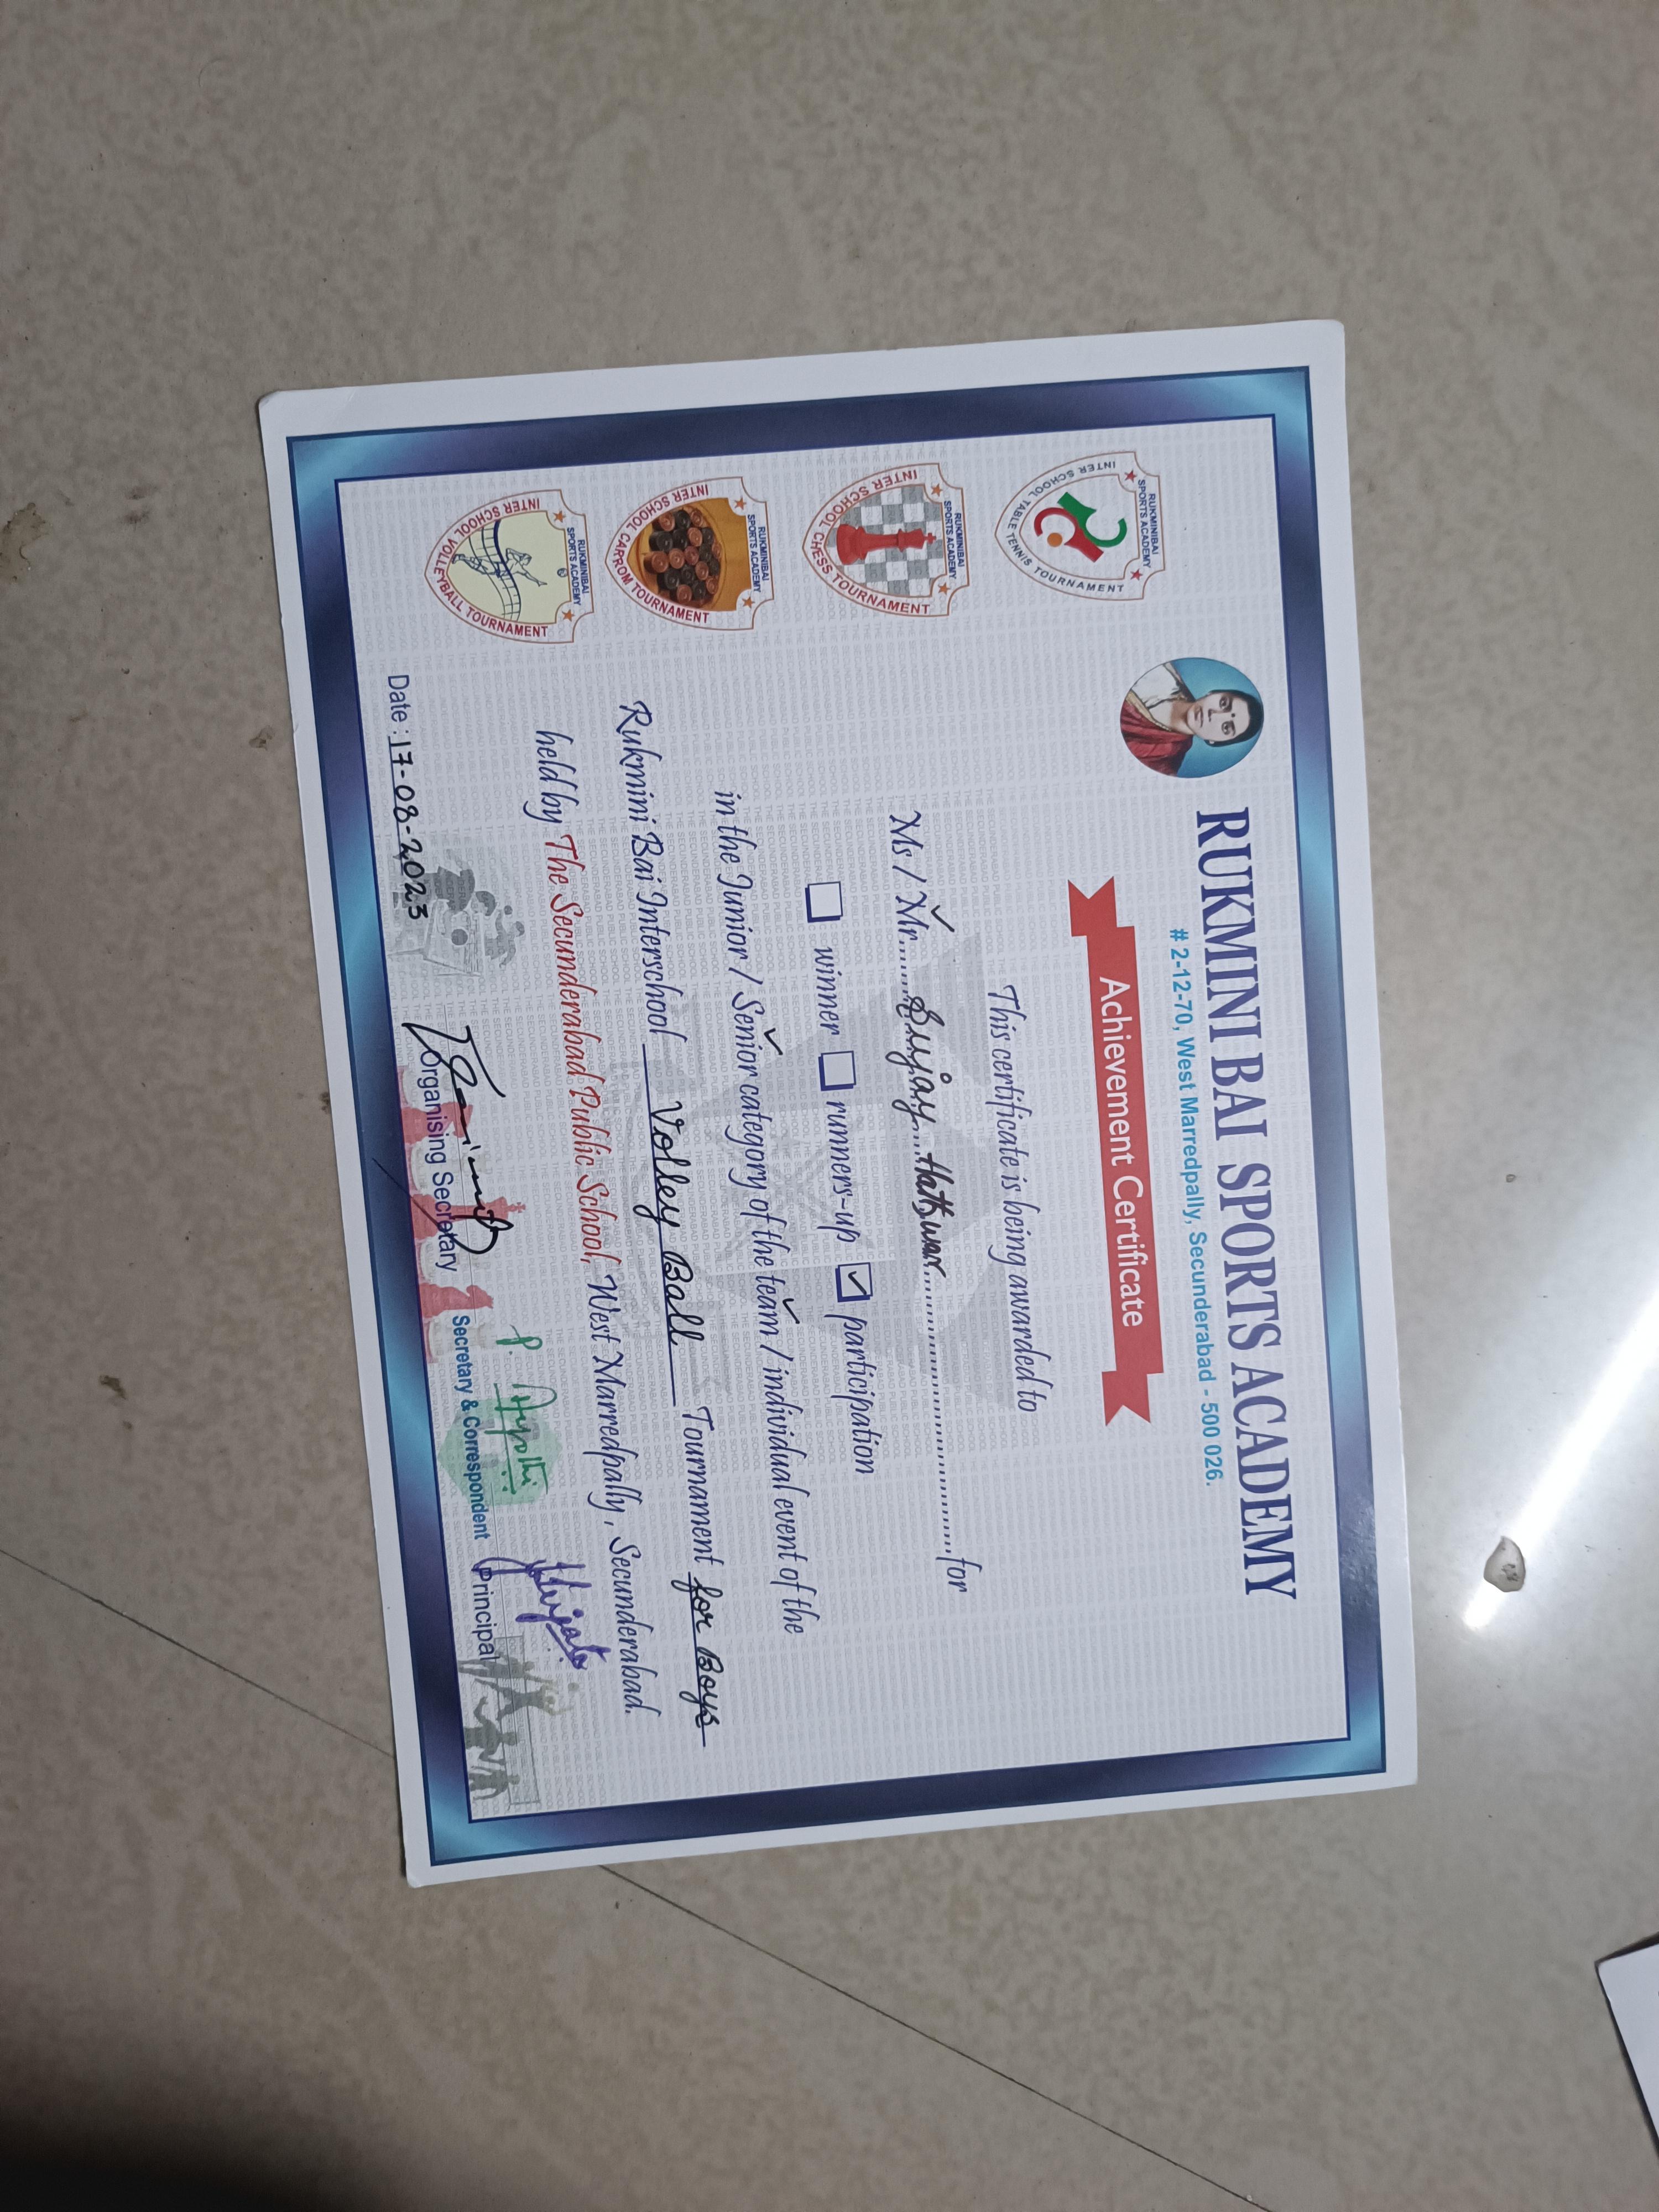 RUKMINI BAI SPORTS ACADEMY
# 2-12-70, West Marredpally, Secunderabad - 500 026.
Achievement Certificate
RUKMINIBAI
SPORTS ACADEMY
INTER SCHOOL TABLE TENNIS TOURNAMENT
RUKMINIBAI
SPORTS ACADEMY
INTER SCHOOL CHESS TOURNAMENT
RUKMINIBAI
SPORTS ACADEMY
INTER SCHOOL CARROM TOURNAMENT
RUKMINIBAI
SPORTS ACADEMY
INTER SCHOOL VOLLEYBALL TOURNAMENT
This certificate is being awarded to
Ms / Mr. Sujay Hathwar for
winner runners-up participation
in the Junior / Senior category of the team / individual event of the
Rukmini Bai Interschool Volley Ball Tournament for Boys
held by The Secunderabad Public School, West Marredpally, Secunderabad.
Date : 17-08-2023
Organising Secretary Secretary & Correspondent Principal